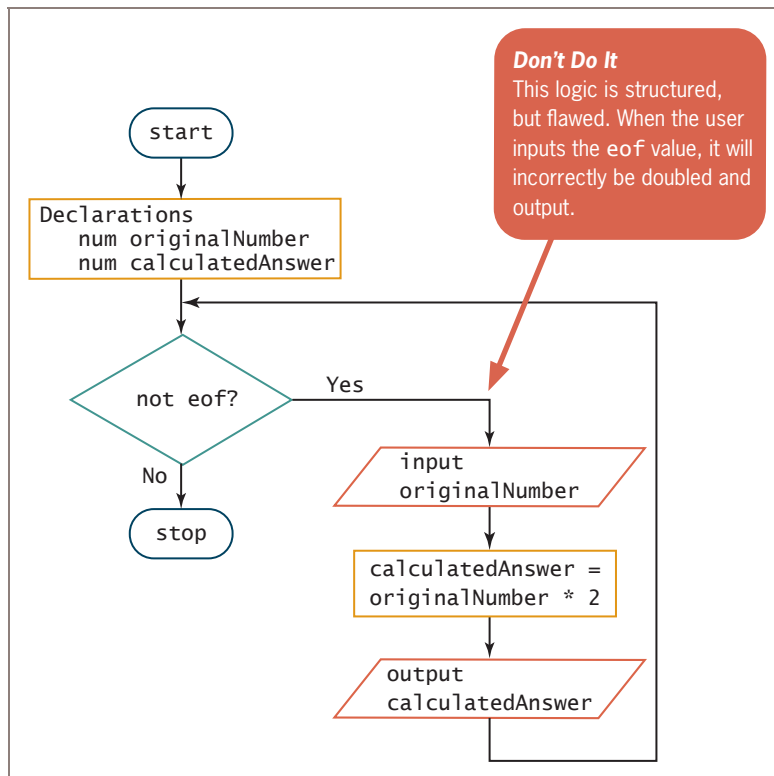 Don't Do It
This logic is structured,
but flawed. When the user
inputs the eof value, it will
incorrectly be doubled and
output.
start
Declarations
num originalNumber
num calculatedAnswer
not eof?
Yes
No
stop
input
originalNumber
calculatedAnswer =
originalNumber * 2
output
calculatedAnswer